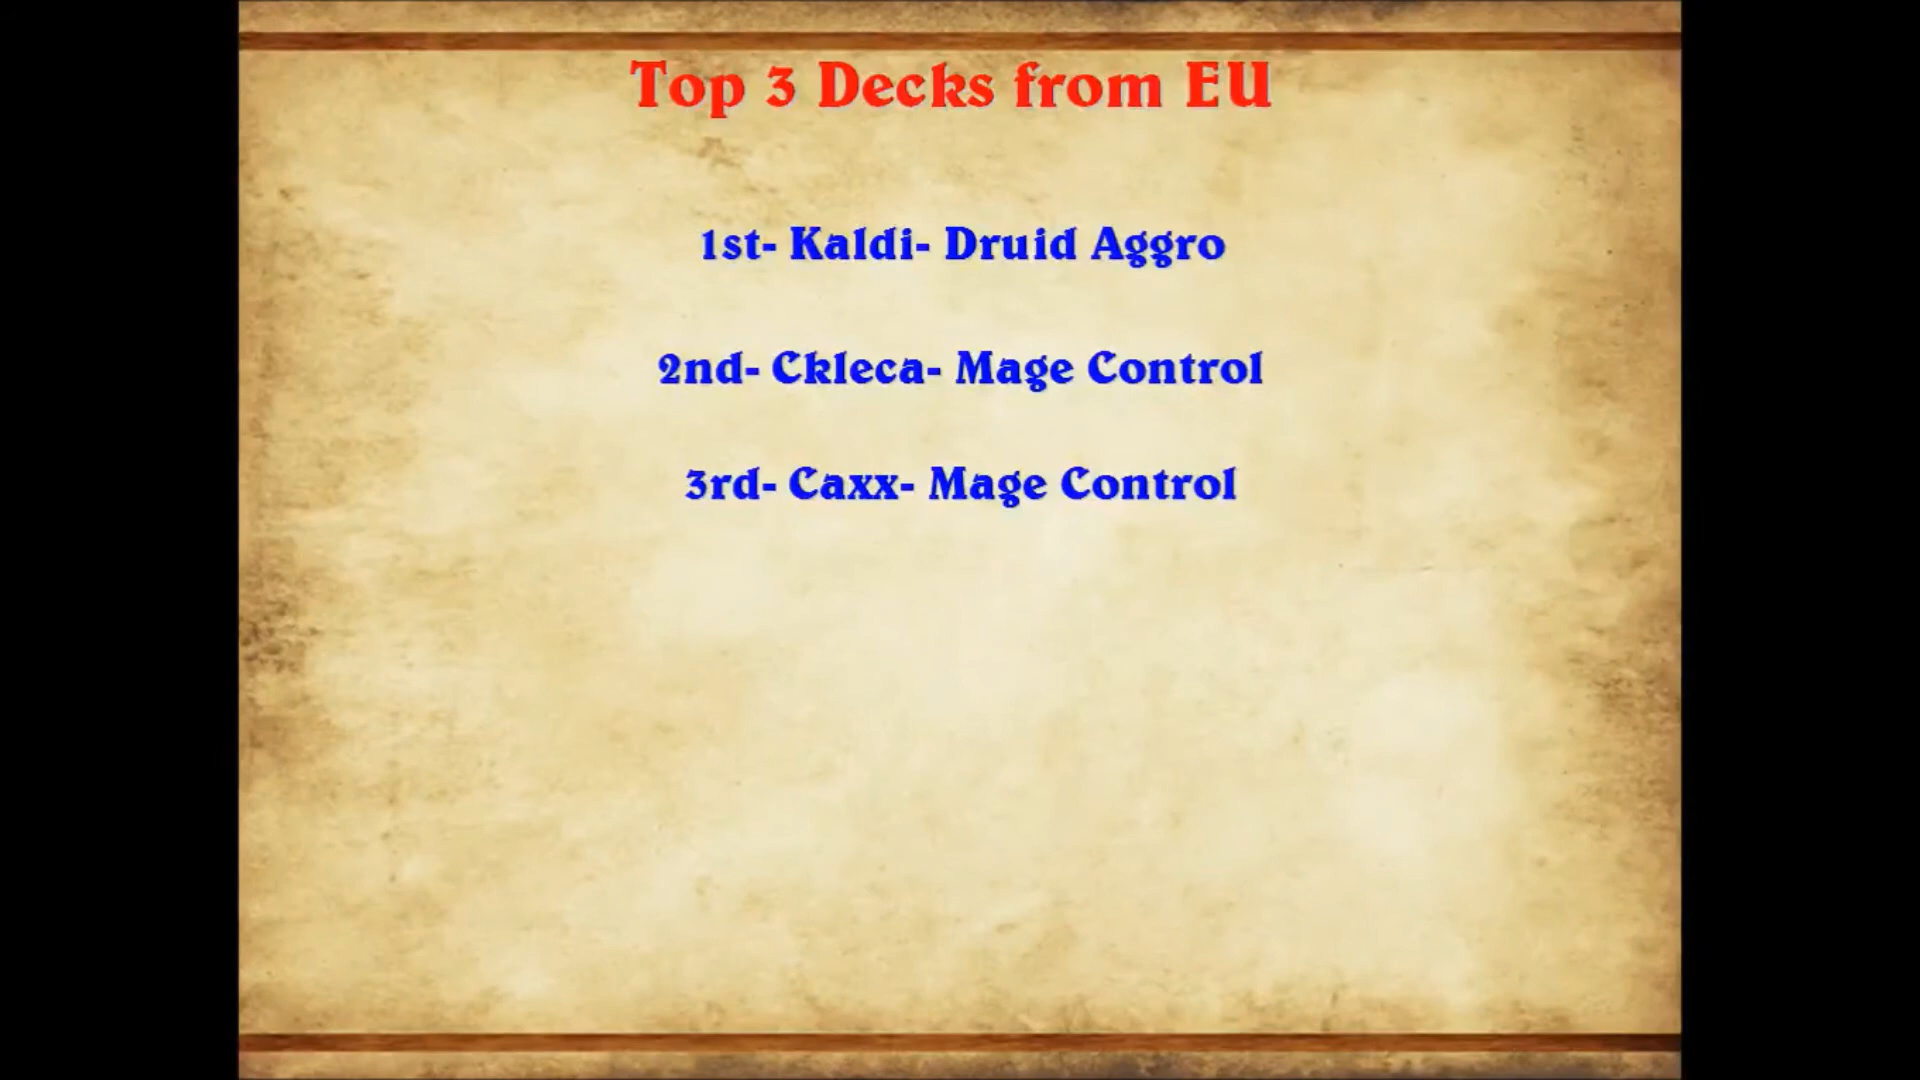 Top 3 Decks from EU
1st- Kaldi- Druid Aggro
2nd- Ckleca- Mage Control
3rd- Caxx- Mage Control